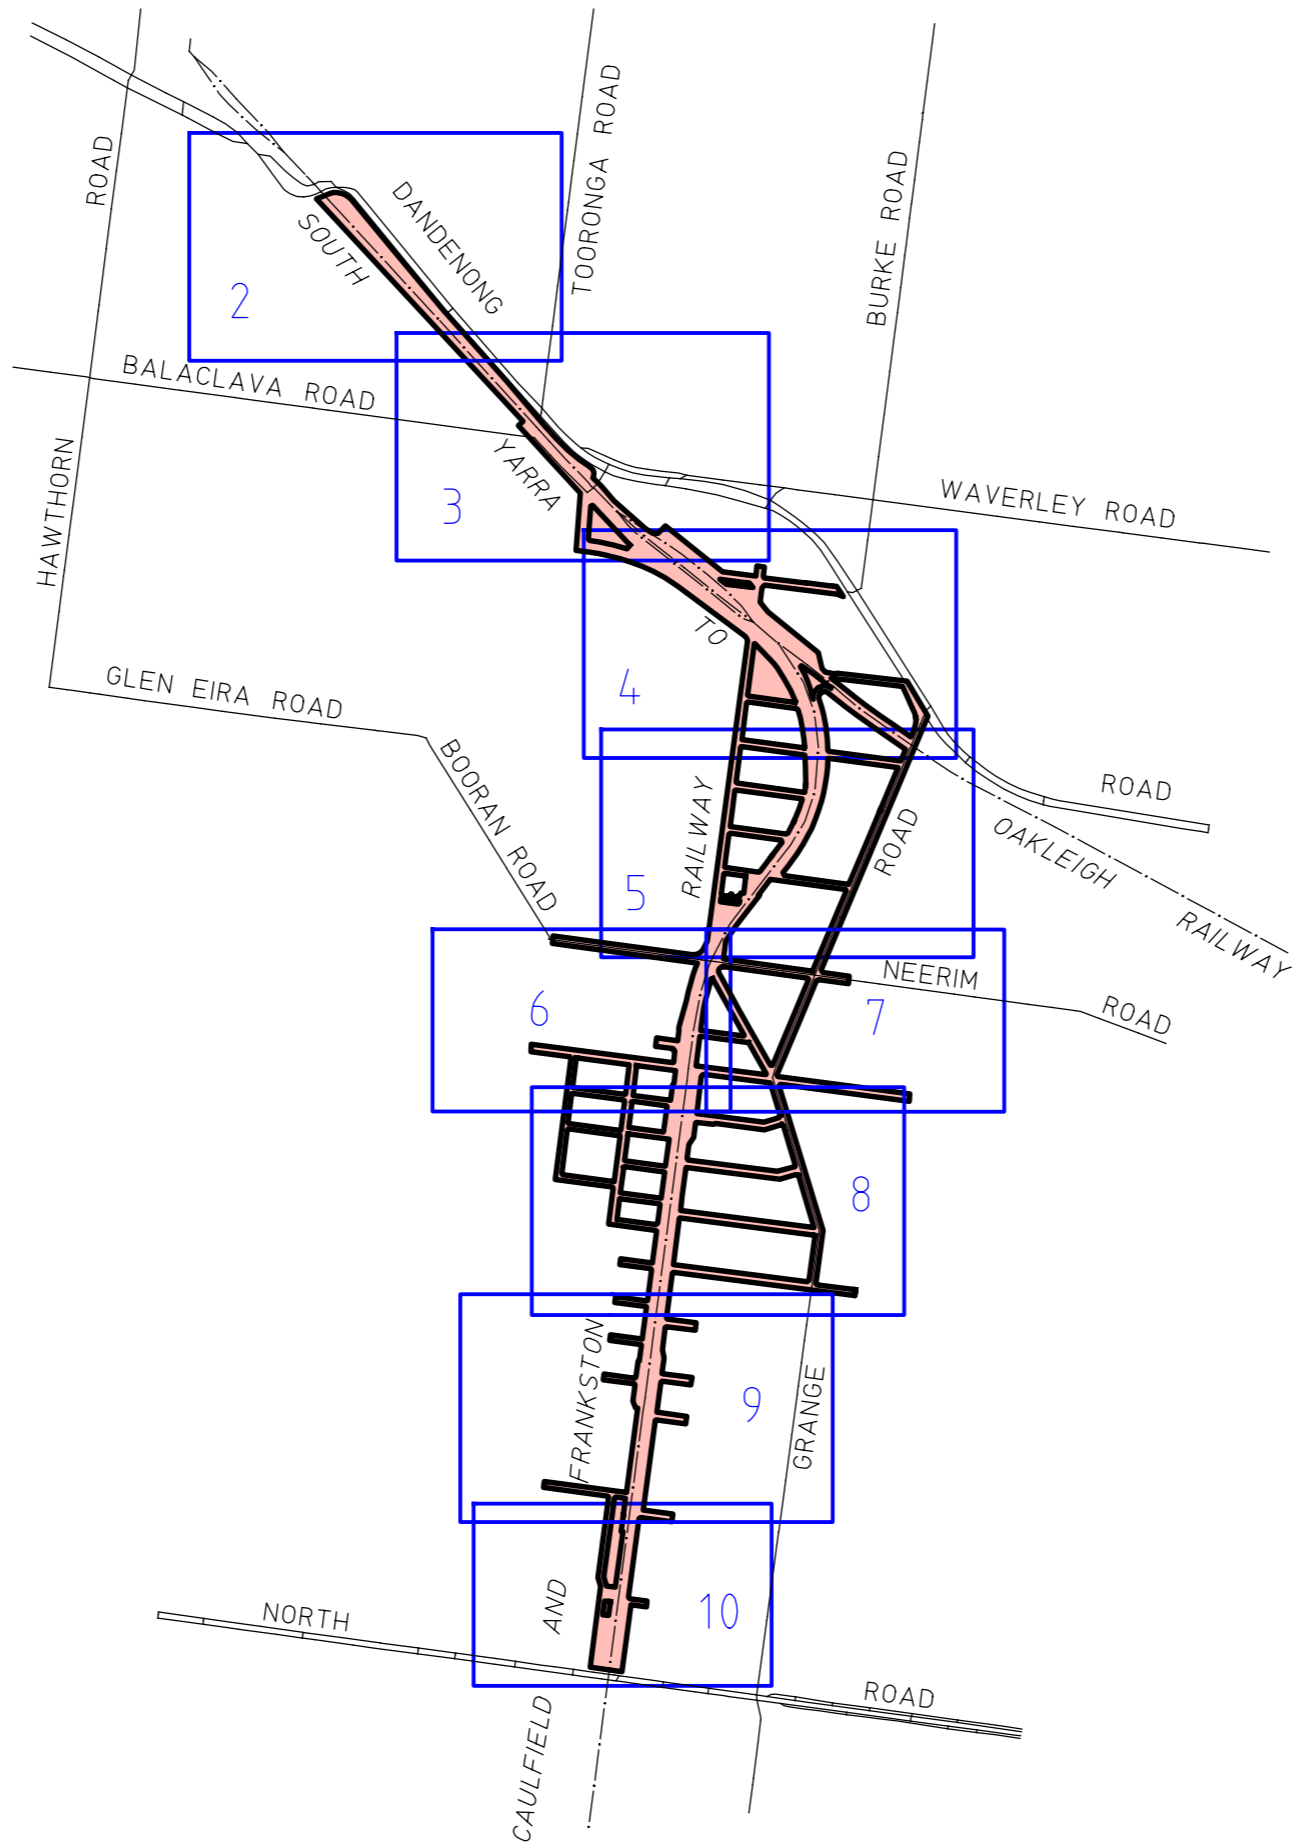 ROAD
HAWTHORN
DANDENONG
TOORONGA ROAD
BURKE ROAD
SOUTH
2
BALACLAVA ROAD
YARRA
3
WAVERLEY ROAD
TO
GLEN EIRA ROAD
4
BOORAN ROAD
RAILWAY
ROAD
ROAD
OAKLEIGH
RAILWAY
5
6
NEERIM
ROAD
7
8
FRANKSTON
9
GRANGE
AND
10
NORTH
ROAD
CAULFIELD